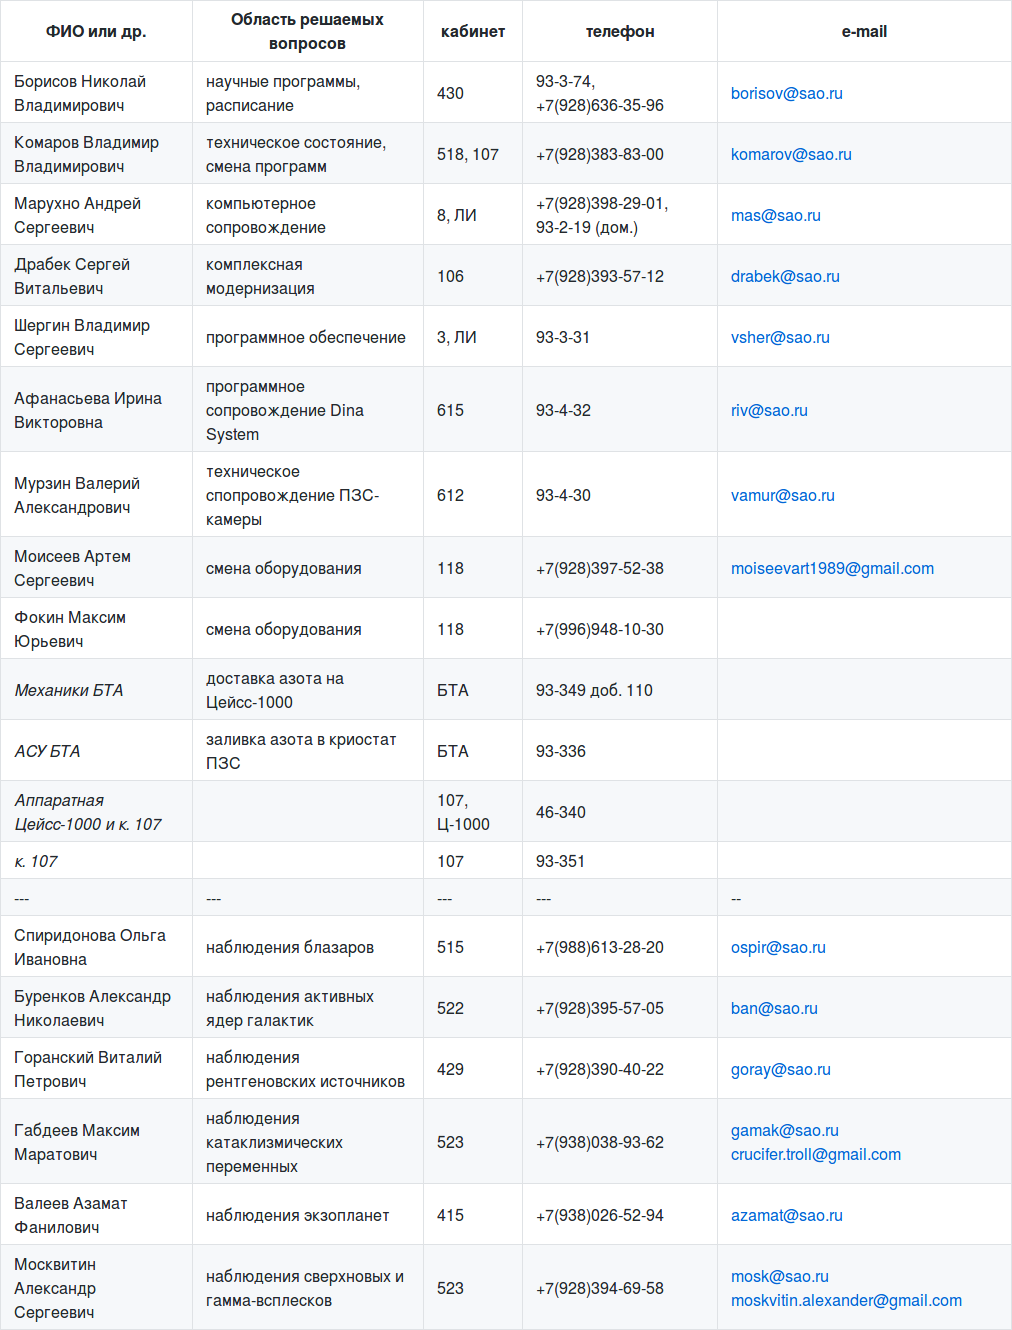 ФИО или др.
Область решаемых
вопросов
кабинет
телефон
e-mail
Борисов Николай
Владимирович
научные программы,
расписание
430
93-3-74,
+7(928)636-35-96
borisov@sao.ru
Комаров Владимир
Владимирович
техническое состояние,
смена программ
518, 107
+7(928)383-83-00
komarov@sao.ru
Марухно Андрей
Сергеевич
компьютерное
сопровождение
8, ЛИ
+7(928)398-29-01,
93-2-19 (дом.)
mas@sao.ru
Драбек Сергей
Витальевич
комплексная
модернизация
106
+7(928)393-57-12
drabek@sao.ru
Шергин Владимир
Сергеевич
программное обеспечение
3, ЛИ
93-3-31
vsher@sao.ru
Афанасьева Ирина
Викторовна
программное
сопровождение Dina
System
615
93-4-32
riv@sao.ru
Мурзин Валерий
Александрович
техническое
спопровождение ПЗС-
камеры
612
93-4-30
vamur@sao.ru
Моисеев Артем
Сергеевич
смена оборудования
118
+7(928)397-52-38
moiseevart1989@gmail.com
Фокин Максим
Юрьевич
смена оборудования
118
+7(996)948-10-30
Механики БТА
доставка азота на
Цейсс-1000
БТА
93-349 доб. 110
АСУ БТА
заливка азота в криостат
ПЗС
БТА
93-336
Аппаратная
Цейсс-1000 и к. 107
107,
Ц-1000
46-340
к. 107
107
93-351
---
---
---
---
--
Спиридонова Ольга
Ивановна
наблюдения блазаров
515
+7(988)613-28-20
ospir@sao.ru
Буренков Александр
Николаевич
наблюдения активных
ядер галактик
522
+7(928)395-57-05
ban@sao.ru
Горанский Виталий
Петрович
наблюдения
рентгеновских источников
429
+7(928)390-40-22
goray@sao.ru
Габдеев Максим
Маратович
наблюдения
катаклизмических
переменных
523
+7(938)038-93-62
gamak@sao.ru
crucifer.troll@gmail.com
Валеев Азамат
Фанилович
наблюдения экзопланет
415
+7(938)026-52-94
azamat@sao.ru
Москвитин
Александр
Сергеевич
наблюдения сверхновых и
гамма-всплесков
523
+7(928)394-69-58
mosk@sao.ru
moskvitin.alexander@gmail.com